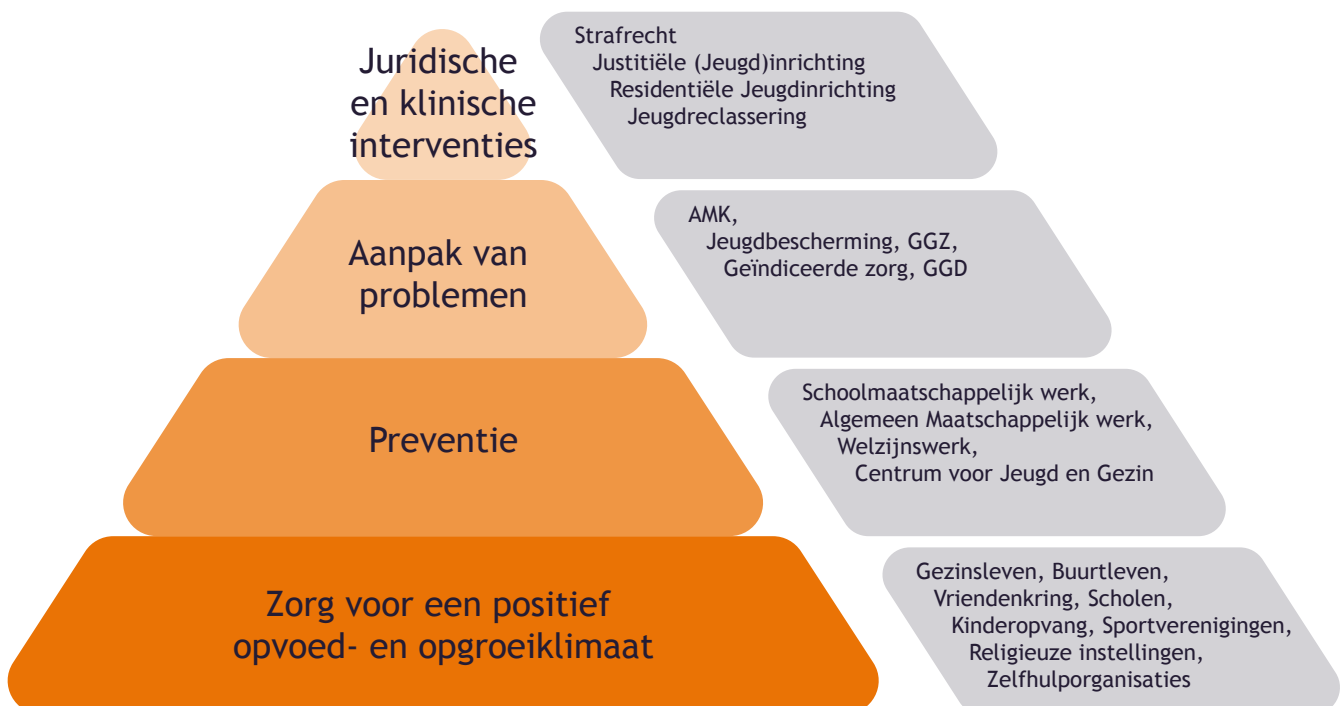 Juridische
en klinische
interventies
Strafrecht
Justitiële (Jeugd)inrichting
Residentiële Jeugdinrichting
Jeugdreclassering
Aanpak van
problemen
AMK,
Jeugdbescherming, GGZ,
Geïndiceerde zorg, GGD
Preventie
Schoolmaatschappelijk werk,
Algemeen Maatschappelijk werk,
Welzijnswerk,
Centrum voor Jeugd en Gezin
Zorg voor een positief
opvoed- en opgroeiklimaat
Gezinsleven, Buurtleven,
Vriendenkring, Scholen,
Kinderopvang, Sportverenigingen,
Religieuze instellingen,
Zelfhulporganisaties